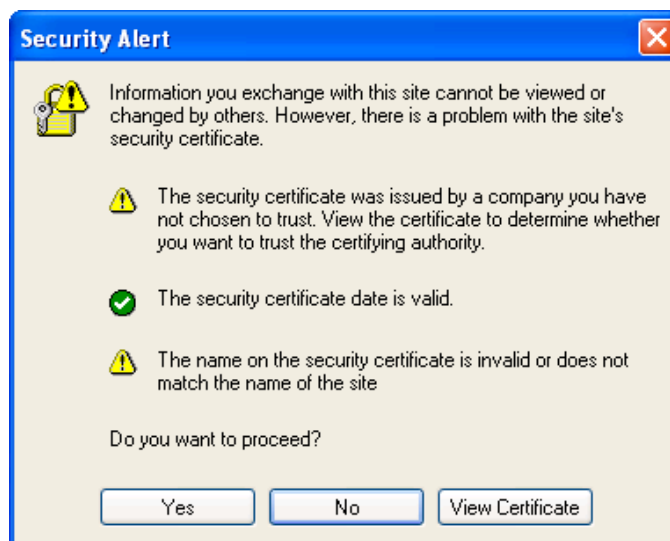 Security Alert
Information you exchange with this site cannot be viewed or
changed by others. However, there is a problem with the site's
security certificate.
The security certificate was issued by a company you have
not chosen to trust. View the certificate to determine whether
you want to trust the certifying authority.
The security certificate date is valid.
The name on the security certificate is invalid or does not
match the name of the site
Do you want to proceed?
Yes
No
View Certificate